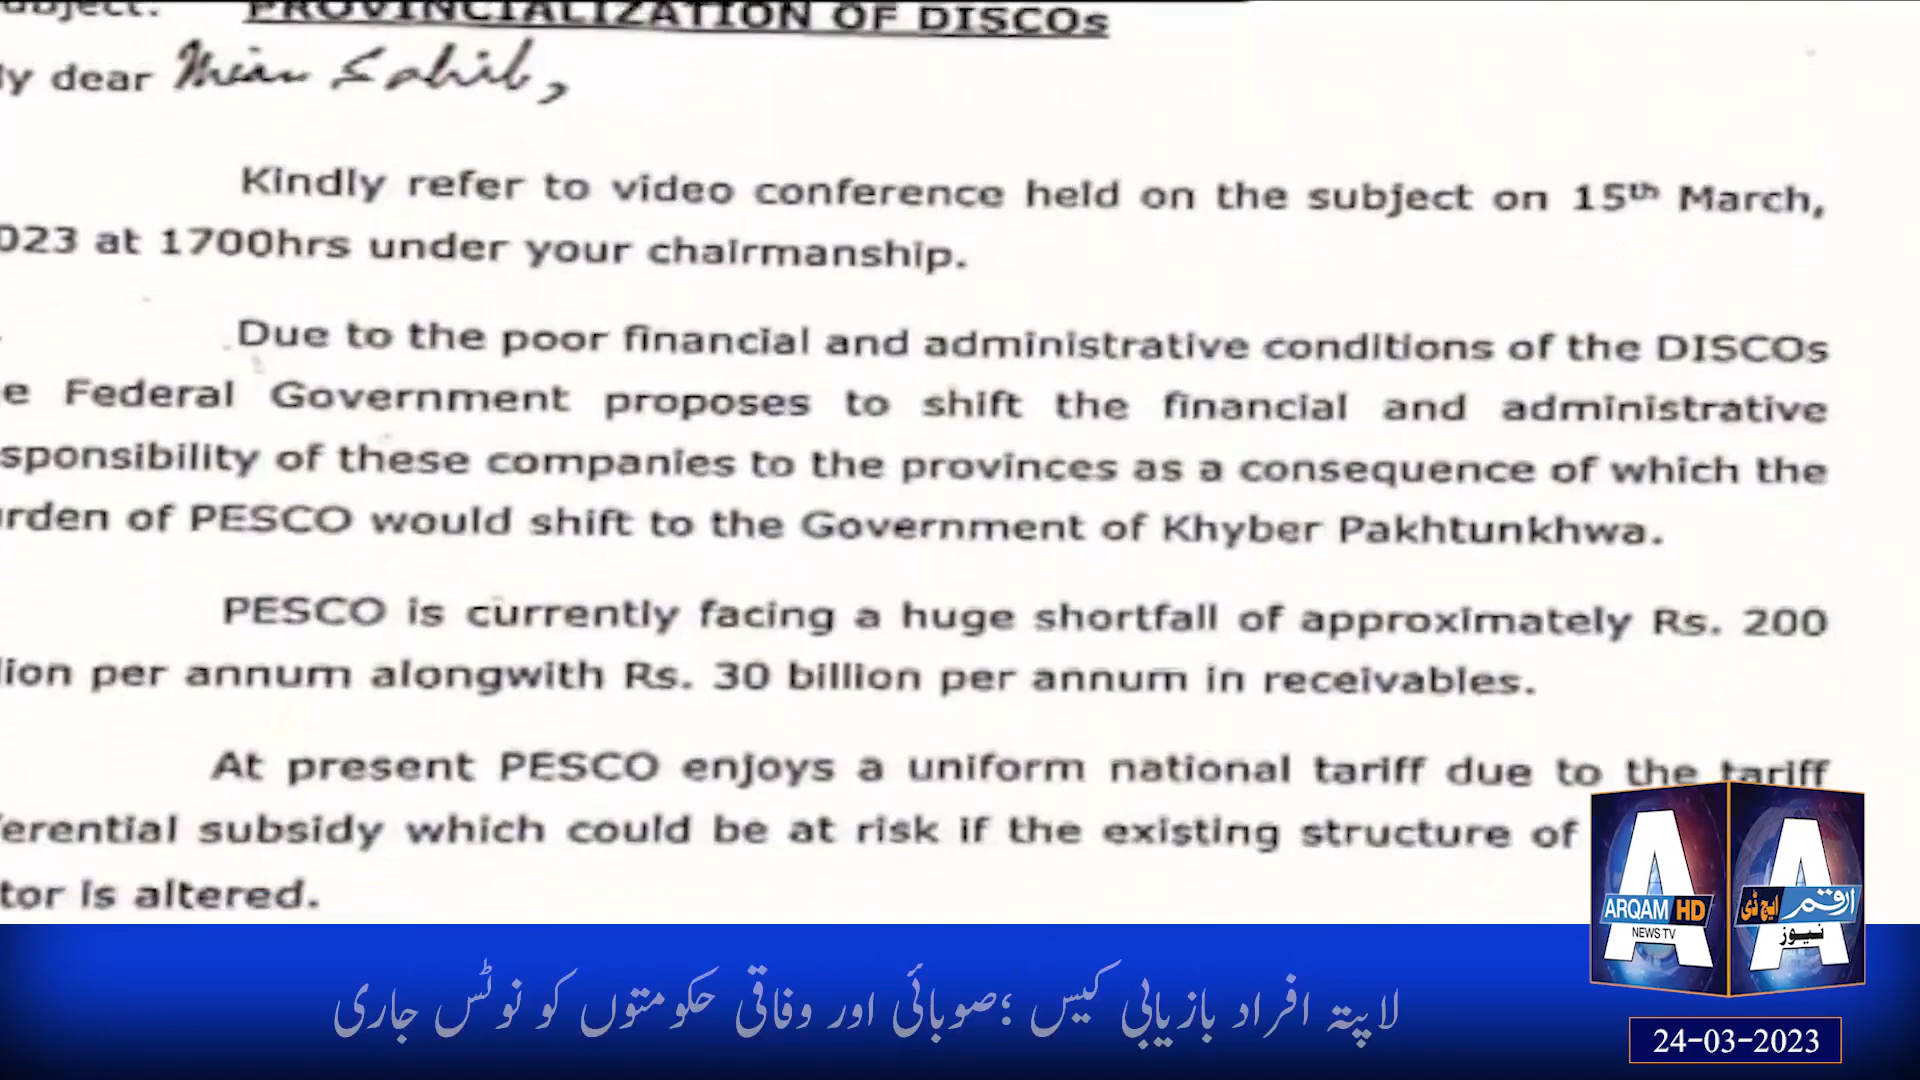 PROVINCIALIZATION OF DISCOs
dear Mian Sahib,
Kindly refer to video conference held on the subject on 15th March,
023 at 1700hrs under your chairmanship.
Due to the poor financial and administrative conditions of the DISCOs
e Federal Government proposes to shift the financial and administrative
sponsibility of these companies to the provinces as a consequence of which the
rden of PESCO would shift to the Government of Khyber Pakhtunkhwa.
PESCO is currently facing a huge shortfall of approximately Rs. 200
lion per annum alongwith Rs. 30 billion per annum in receivables.
At present PESCO enjoys a uniform national tariff due to the tariff
ferential subsidy which could be at risk if the existing structure of
tor is altered.
ARQAM HD
NEWS TV
ارقم ایچ ڈی
نیوز
لاپتہ افراد بازیابی کیس ؛صوبائی اور وفاقی حکومتوں کو نوٹس جاری
24-03-2023